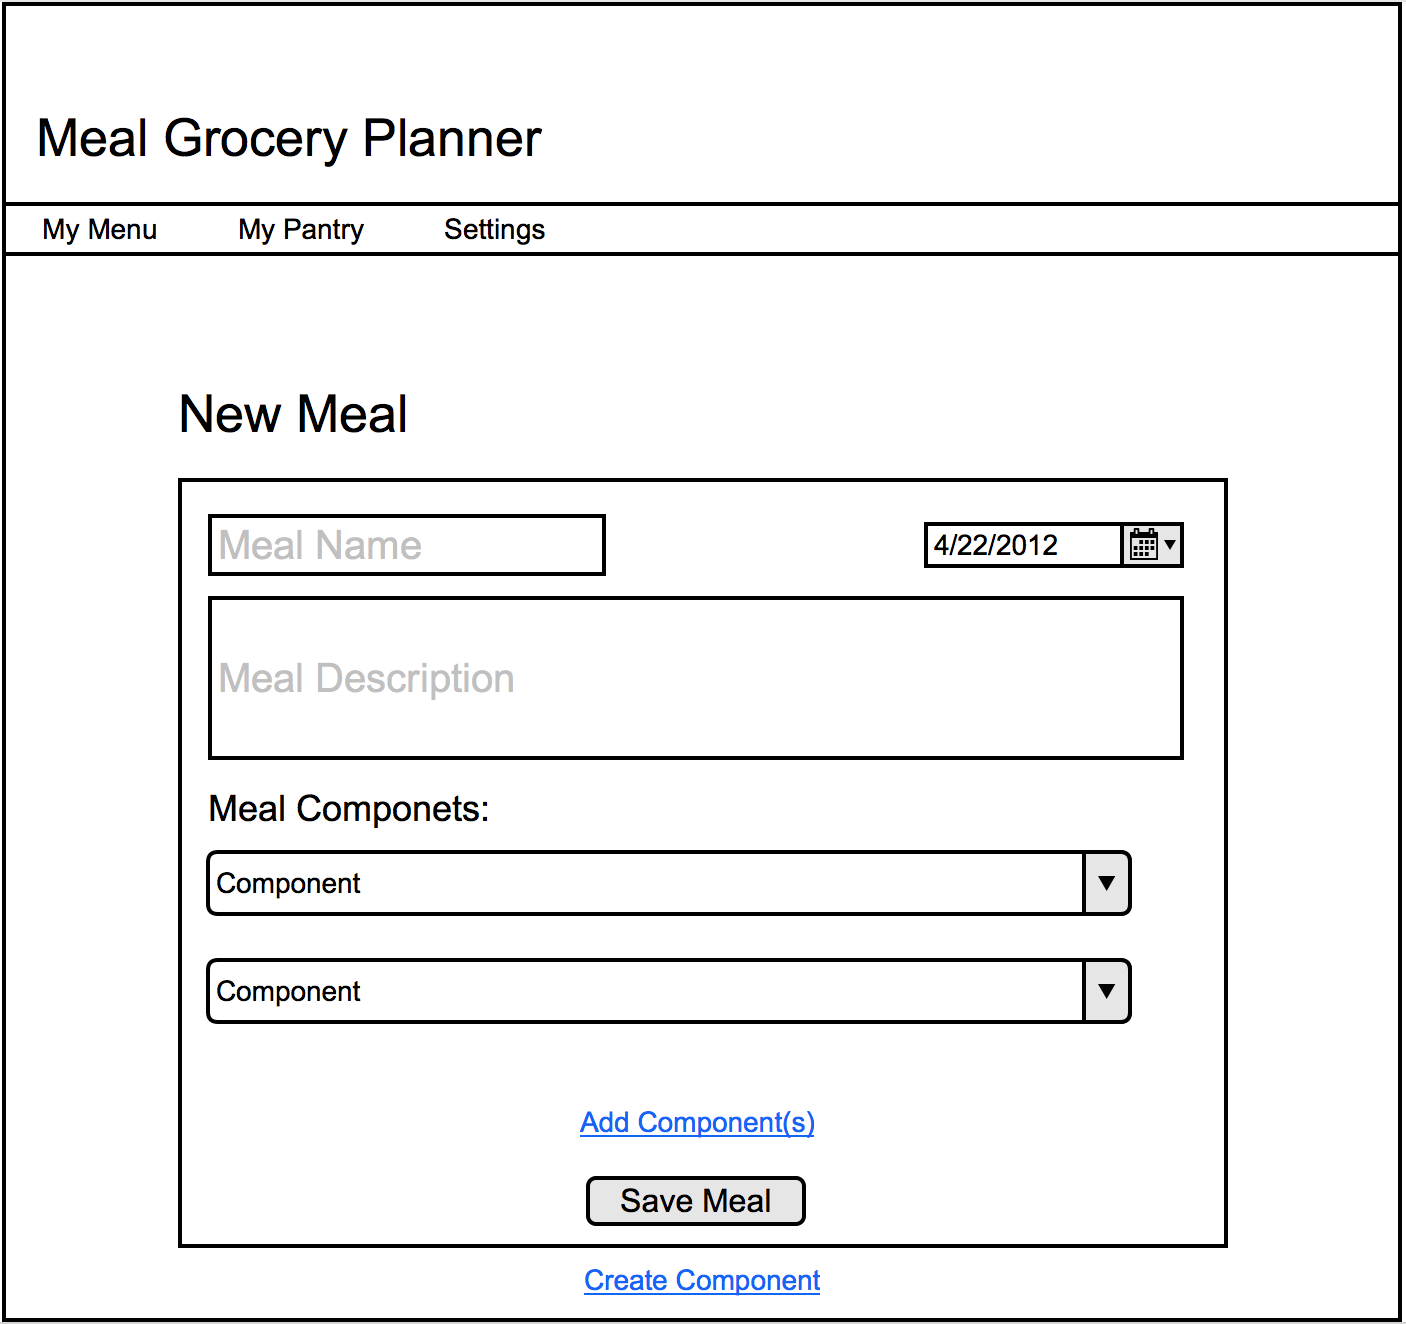 Meal Grocery Planner
My Menu My Pantry Settings
New Meal
Meal Name 4/22/2012
Meal Description
Meal Componets:
Component
Component
Add Component(s)
Save Meal
Create Component